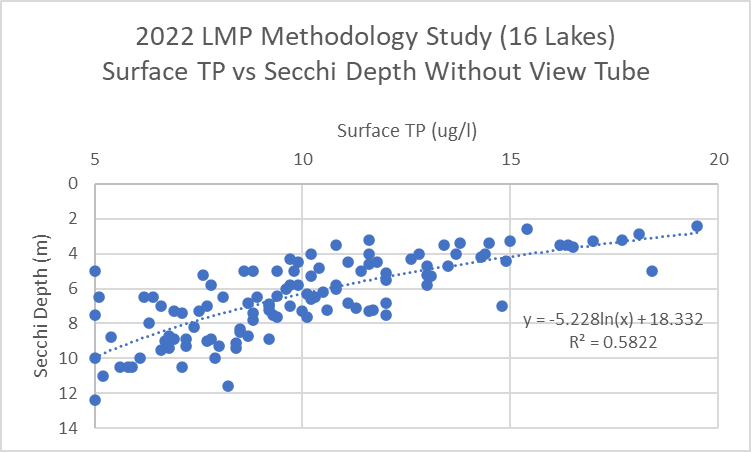 2022 LMP Methodology Study (16 Lakes)
Surface TP vs Secchi Depth Without View Tube
Surface TP (ug/l)
5 10 15 20
0
2
4
6
8
10
12
14
Secchi Depth (m)
y = -5.228ln(x) + 18.332
R² = 0.5822